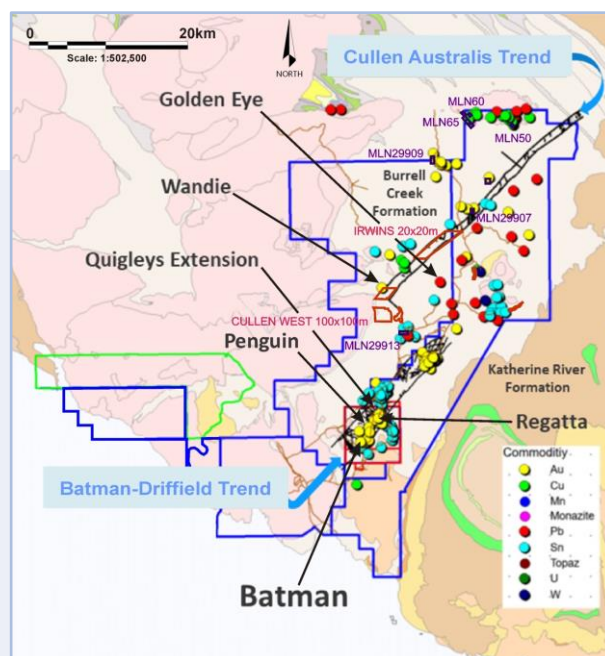 0
20km
Scale: 1:502,500
NORTH
Cullen Australis Trend
Golden Eye
MLN60
MLN65
MLN50
MLN29909
Wandie
Burrell
Creek
Formation
MLN29907
IRWINS 20x20m
Quigleys Extension
CULLEN WEST 100x100m
Penguin
MLN29913
Katherine River
Formation
Regatta
Batman-Driffield Trend
Batman
Commoditiy
Au
Cu
Mn
Monazite
Pb
Sn
Topaz
U
W